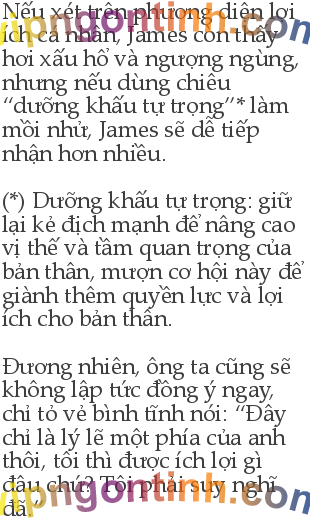 Nếu xét trên phương diện lợi
ích cá nhân, James còn thấy
hơi xấu hổ và ngượng ngùng,
nhưng nếu dùng chiêu
“dưỡng khấu tự trọng”* làm
mồi nhử, James sẽ dễ tiếp
nhận hơn nhiều.
(*) Dưỡng khấu tự trọng: giữ
lại kẻ địch mạnh để nâng cao
vị thế và tầm quan trọng của
bản thân, mượn cơ hội này để
giành thêm quyền lực và lợi
ích cho bản thân.
Đương nhiên, ông ta cũng sẽ
không lập tức đồng ý ngay,
chỉ tỏ vẻ bình tĩnh nói: “Đây
chỉ là lý lẽ một phía của anh
thôi, tôi thì được ích lợi gì
đâu chứ? Tôi phải suy nghĩ
đã.”
vipngontinh.com
vipngontinh.com